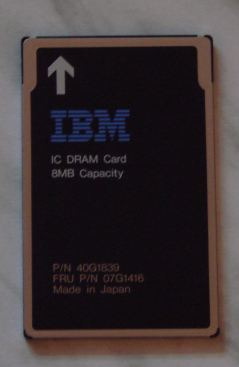 IBM
IC DRAM Card
8MB Capacity
P/N 40G1839
FRU P/N 07G1416
Made in Japan